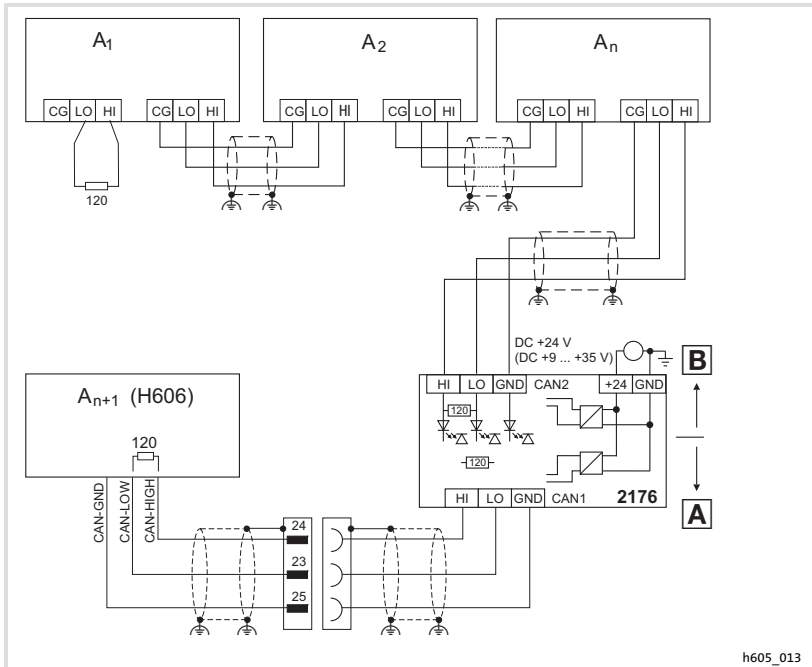 A1
A2
An
CG LO HI
CG LO HI
CG LO HI
CG LO HI
CG LO HI
CG LO HI
120
DC +24 V
(DC +9 ... +35 V)
B
HI LO GND CAN2 +24 GND
120
120
HI LO GND CAN1 2176
A
An+1 (H606)
120
CAN-GND
CAN-LOW
CAN-HIGH
24
23
25
h605_013